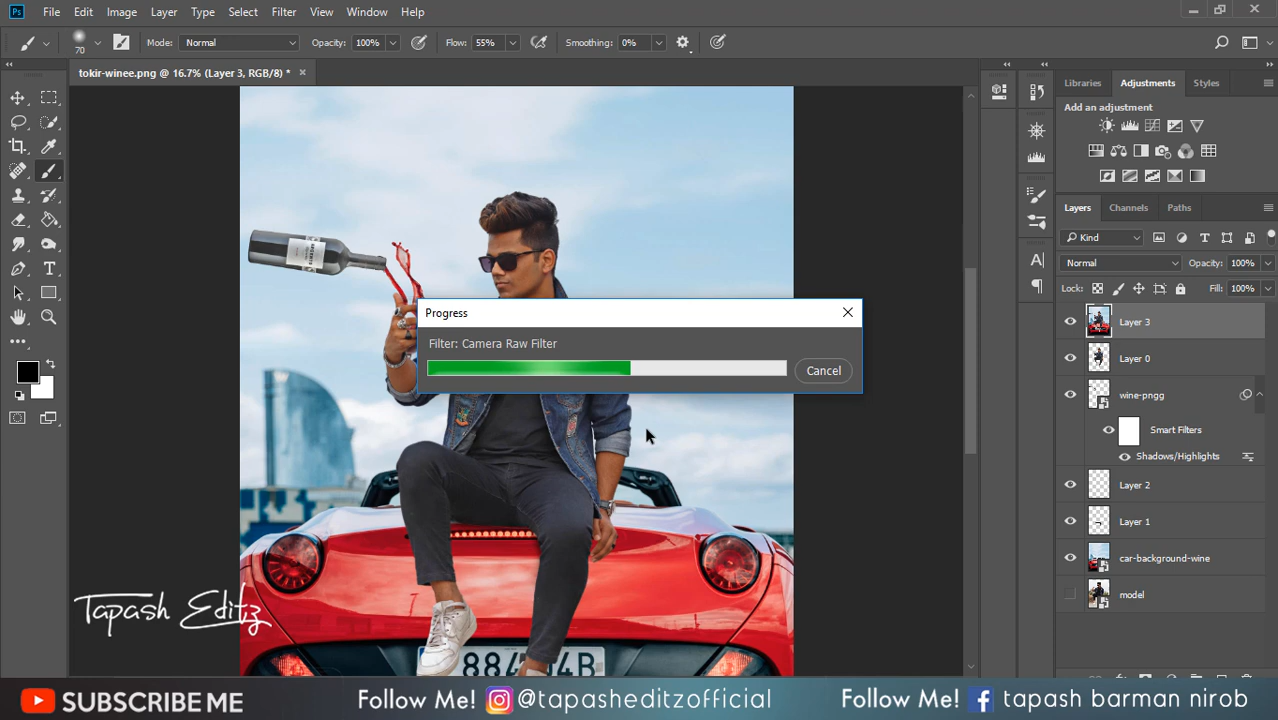 Ps File Edit Image Layer Type Select Filter View Window Help
70 Mode: Normal Opacity: 100% Flow: 55% Smoothing: 0%
tokir-winee.png @ 16.7% (Layer 3, RGB/8) *
Libraries Adjustments Styles
Add an adjustment
Layers Channels Paths
Kind
Normal Opacity: 100%
Lock: Fill: 100%
Layer 3
Layer 0
wine-pngg
Smart Filters
Shadows/Highlights
Layer 2
Layer 1
car-background-wine
model
Progress
Filter: Camera Raw Filter
Cancel
Tapash Editz
SUBSCRIBE ME Follow Me! @tapasheditzofficial Follow Me! tapash barman nirob